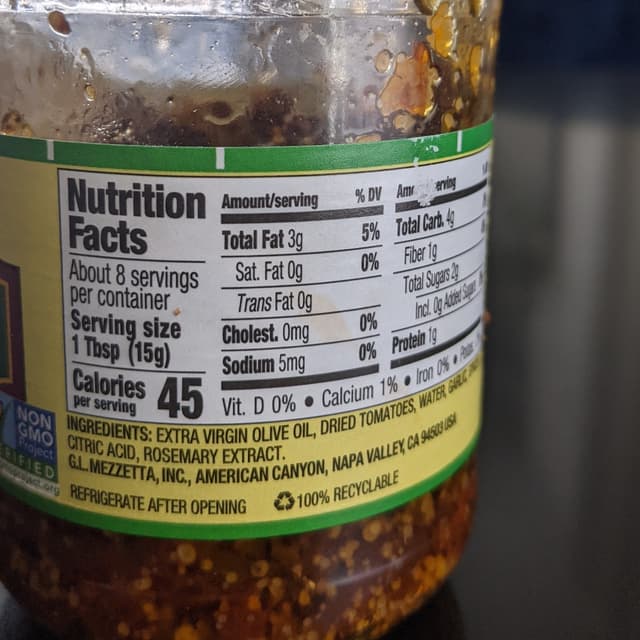 Nutrition
Facts
About 8 servings
per container
Serving size
1 Tbsp (15g)
Calories 45
per serving
Amount/serving % DV
Total Fat 3g 5%
Sat. Fat 0g 0%
Trans Fat 0g
Cholest. 0mg 0%
Sodium 5mg 0%
Total Carb. 4g
Fiber 1g
Total Sugars 2g
Incl. 0g Added
Protein 1g
Vit. D 0% • Calcium 1% • Iron 0% •
INGREDIENTS: EXTRA VIRGIN OLIVE OIL, DRIED TOMATOES, WATER, GARLIC,
CITRIC ACID, ROSEMARY EXTRACT.
G.L. MEZZETTA, INC., AMERICAN CANYON, NAPA VALLEY, CA 94503 USA
REFRIGERATE AFTER OPENING 100% RECYCLABLE
NON
GMO
Project